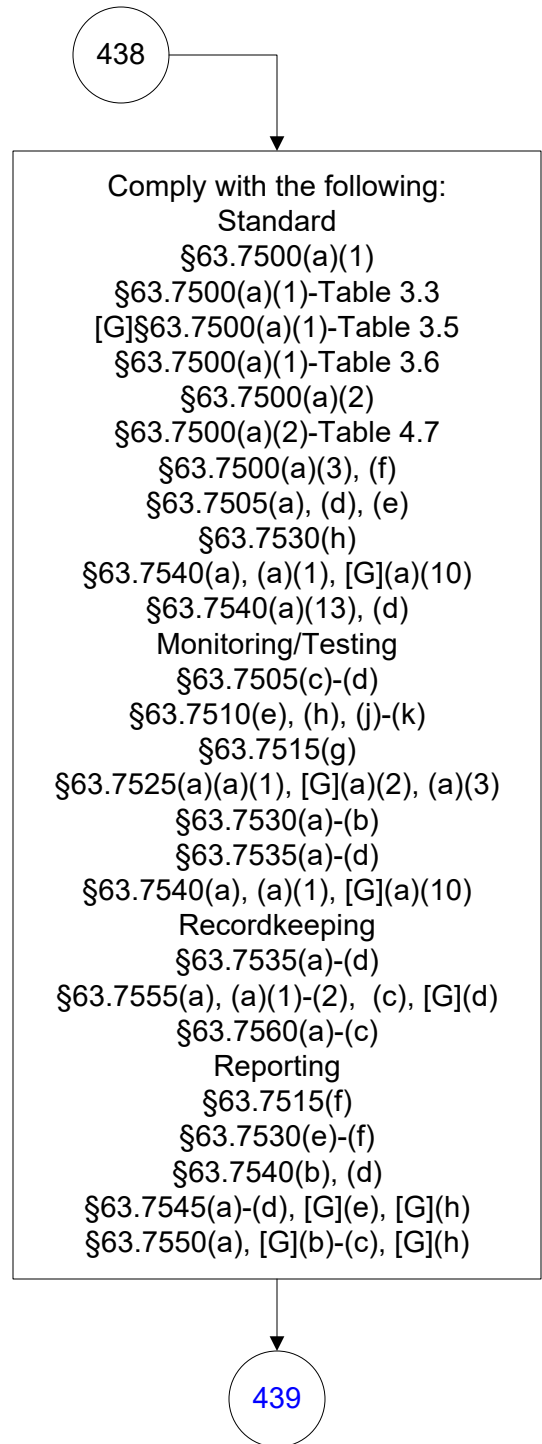 438
Comply with the following:
Standard
§63.7500(a)(1)
§63.7500(a)(1)-Table 3.3
[G]§63.7500(a)(1)-Table 3.5
§63.7500(a)(1)-Table 3.6
§63.7500(a)(2)
§63.7500(a)(2)-Table 4.7
§63.7500(a)(3), (f)
§63.7505(a), (d), (e)
§63.7530(h)
§63.7540(a), (a)(1), [G](a)(10)
§63.7540(a)(13), (d)
Monitoring/Testing
§63.7505(c)-(d)
§63.7510(e), (h), (j)-(k)
§63.7515(g)
§63.7525(a)(a)(1), [G](a)(2), (a)(3)
§63.7530(a)-(b)
§63.7535(a)-(d)
§63.7540(a), (a)(1), [G](a)(10)
Recordkeeping
§63.7535(a)-(d)
§63.7555(a), (a)(1)-(2),  (c), [G](d)
§63.7560(a)-(c)
Reporting
§63.7515(f)
§63.7530(e)-(f)
§63.7540(b), (d)
§63.7545(a)-(d), [G](e), [G](h)
§63.7550(a), [G](b)-(c), [G](h)
439